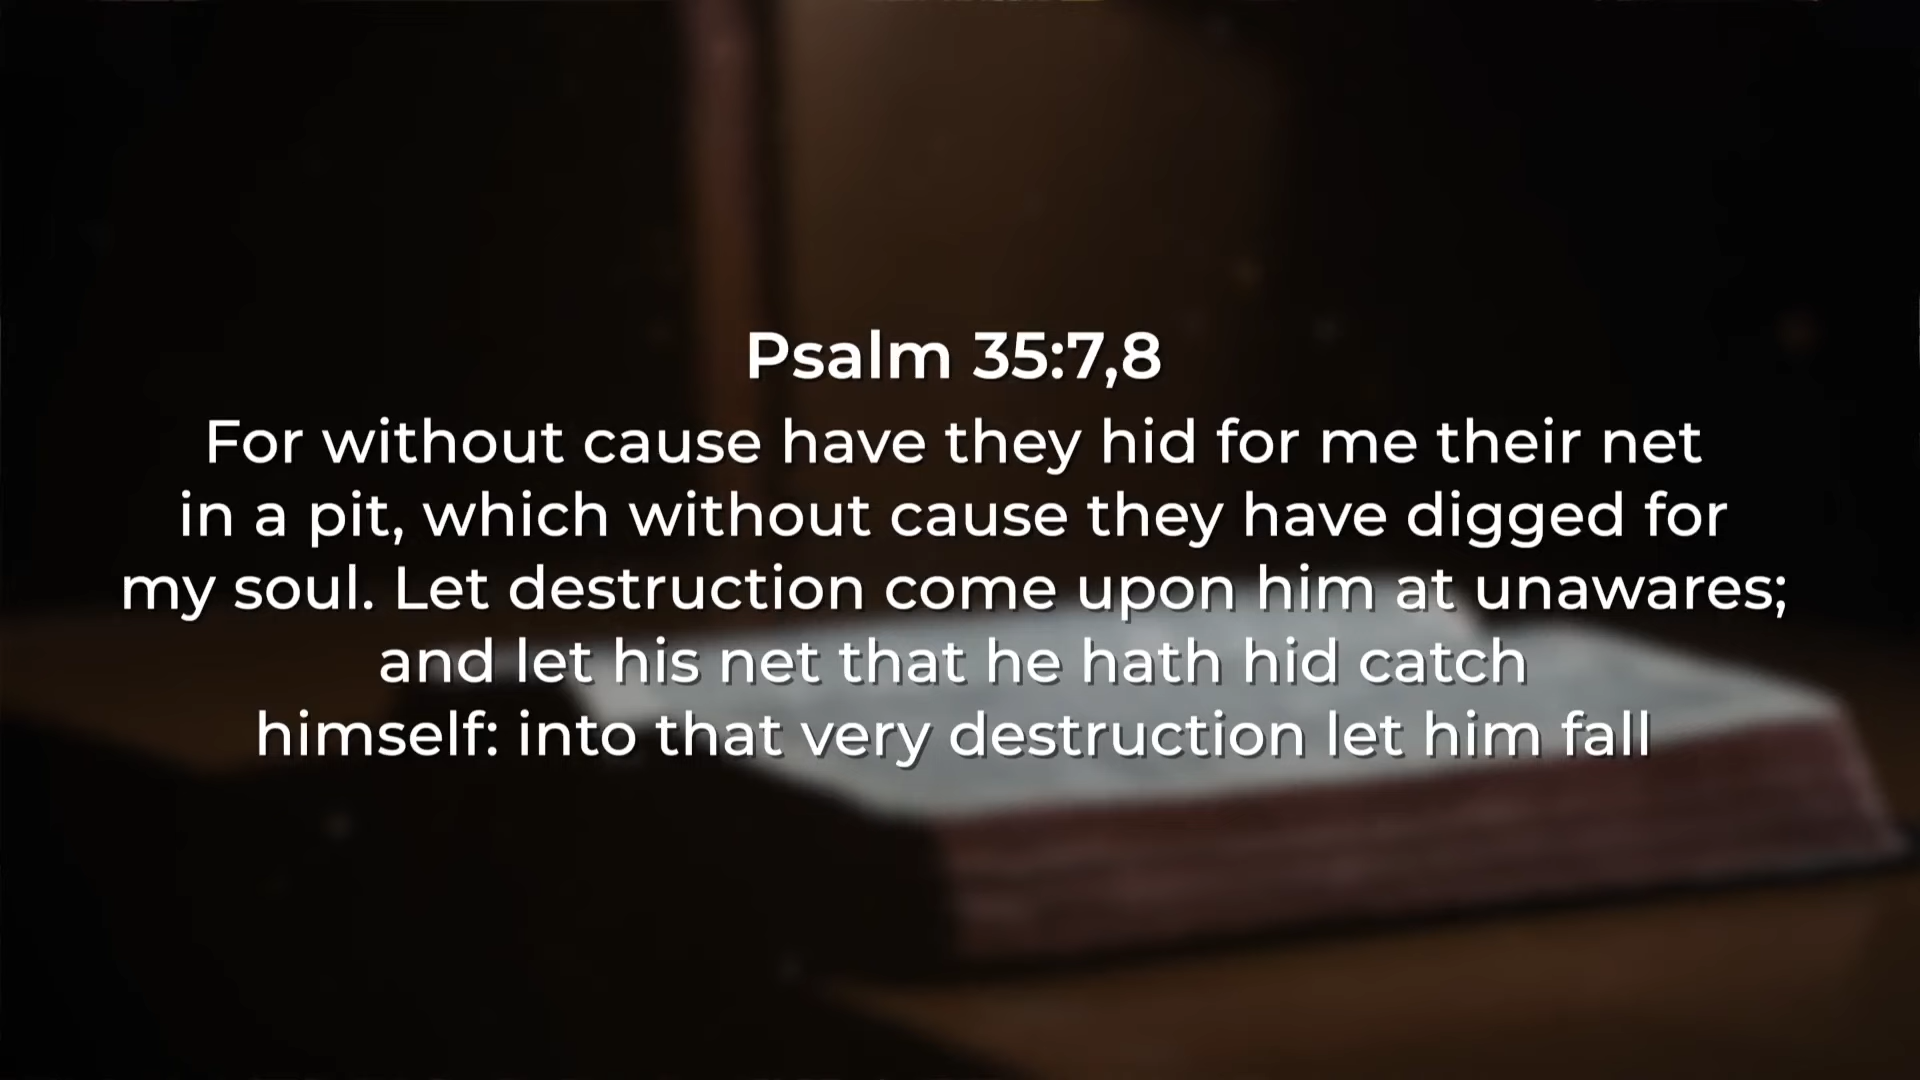 Psalm 35:7,8
For without cause have they hid for me their net
in a pit, which without cause they have digged for
my soul. Let destruction come upon him at unawares;
and let his net that he hath hid catch
himself: into that very destruction let him fall